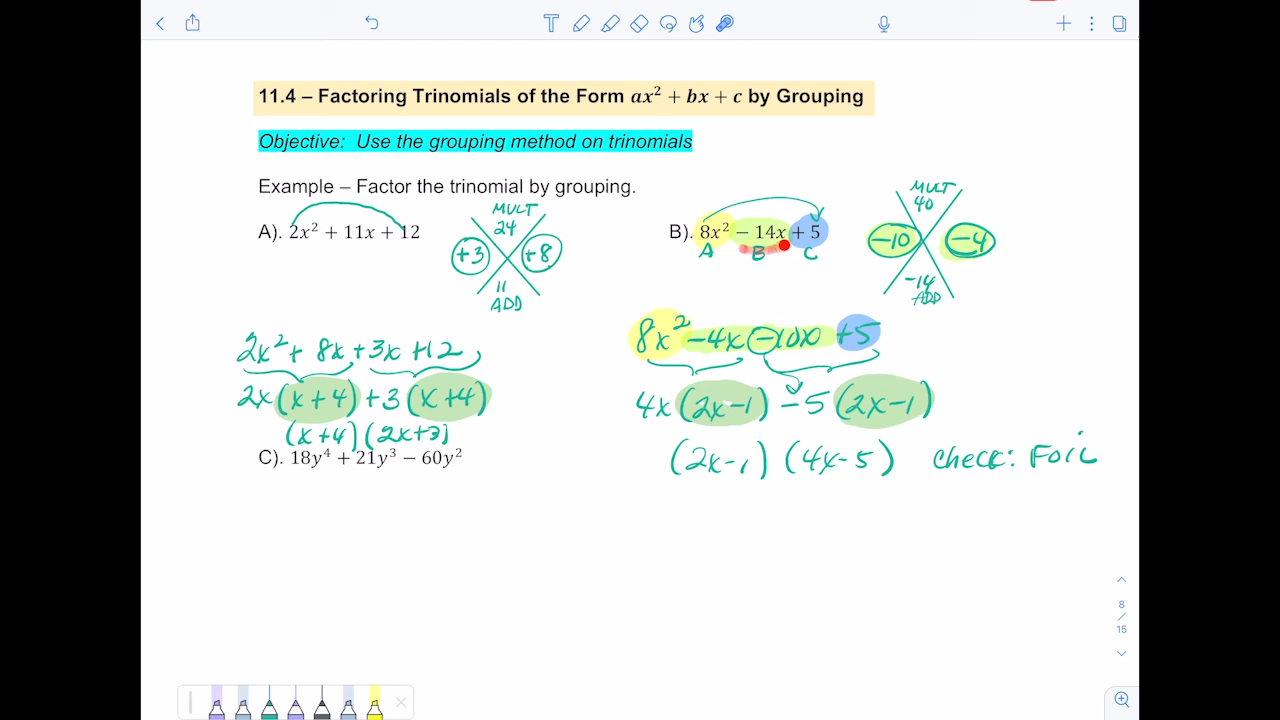 11.4 – Factoring Trinomials of the Form ax² + bx + c by Grouping
Objective: Use the grouping method on trinomials
Example – Factor the trinomial by grouping.
A). 2x² + 11x + 12
MULT
24
+3 +8
11
ADD
2x² + 8x + 3x + 12
2x (x + 4) + 3 (x + 4)
(x + 4) (2x + 3)
B). 8x² − 14x + 5
A B C
MULT
40
−10 −4
−14
ADD
8x² − 4x − 10x + 5
4x (2x − 1) − 5 (2x − 1)
(2x − 1) (4x − 5) check: Foil
C). 18y⁴ + 21y³ − 60y²
8
/
15